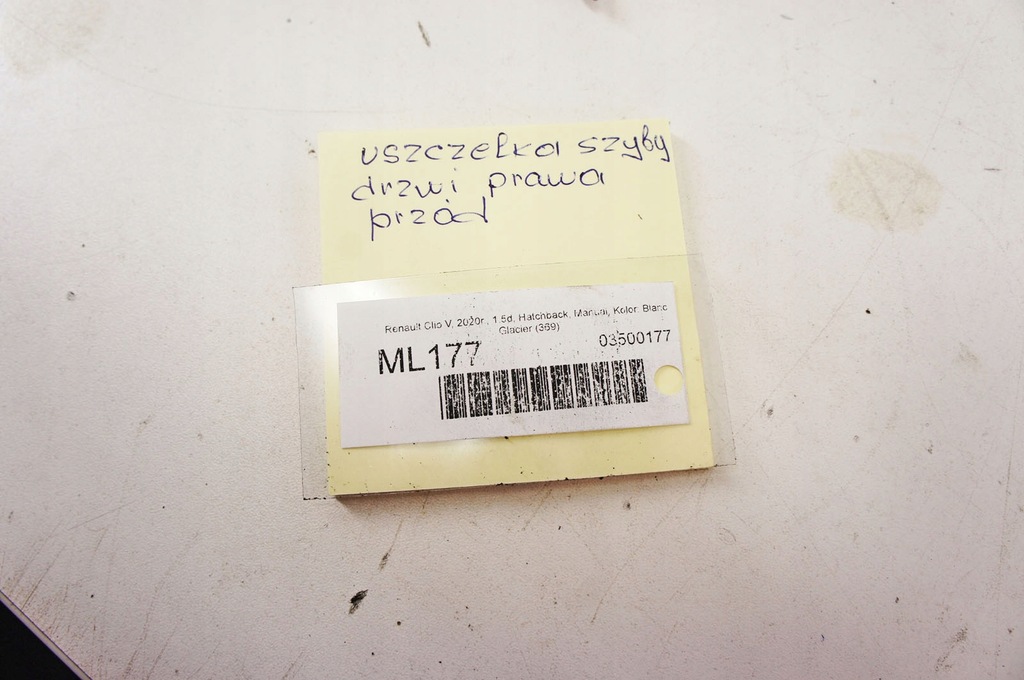 uszczelka szyby
drzwi prawa
przód
Renault Clio V, 2020r., 1.5d, Hatchback, Manual, Kolor: Blanc
Glacier (369)
ML177
03500177